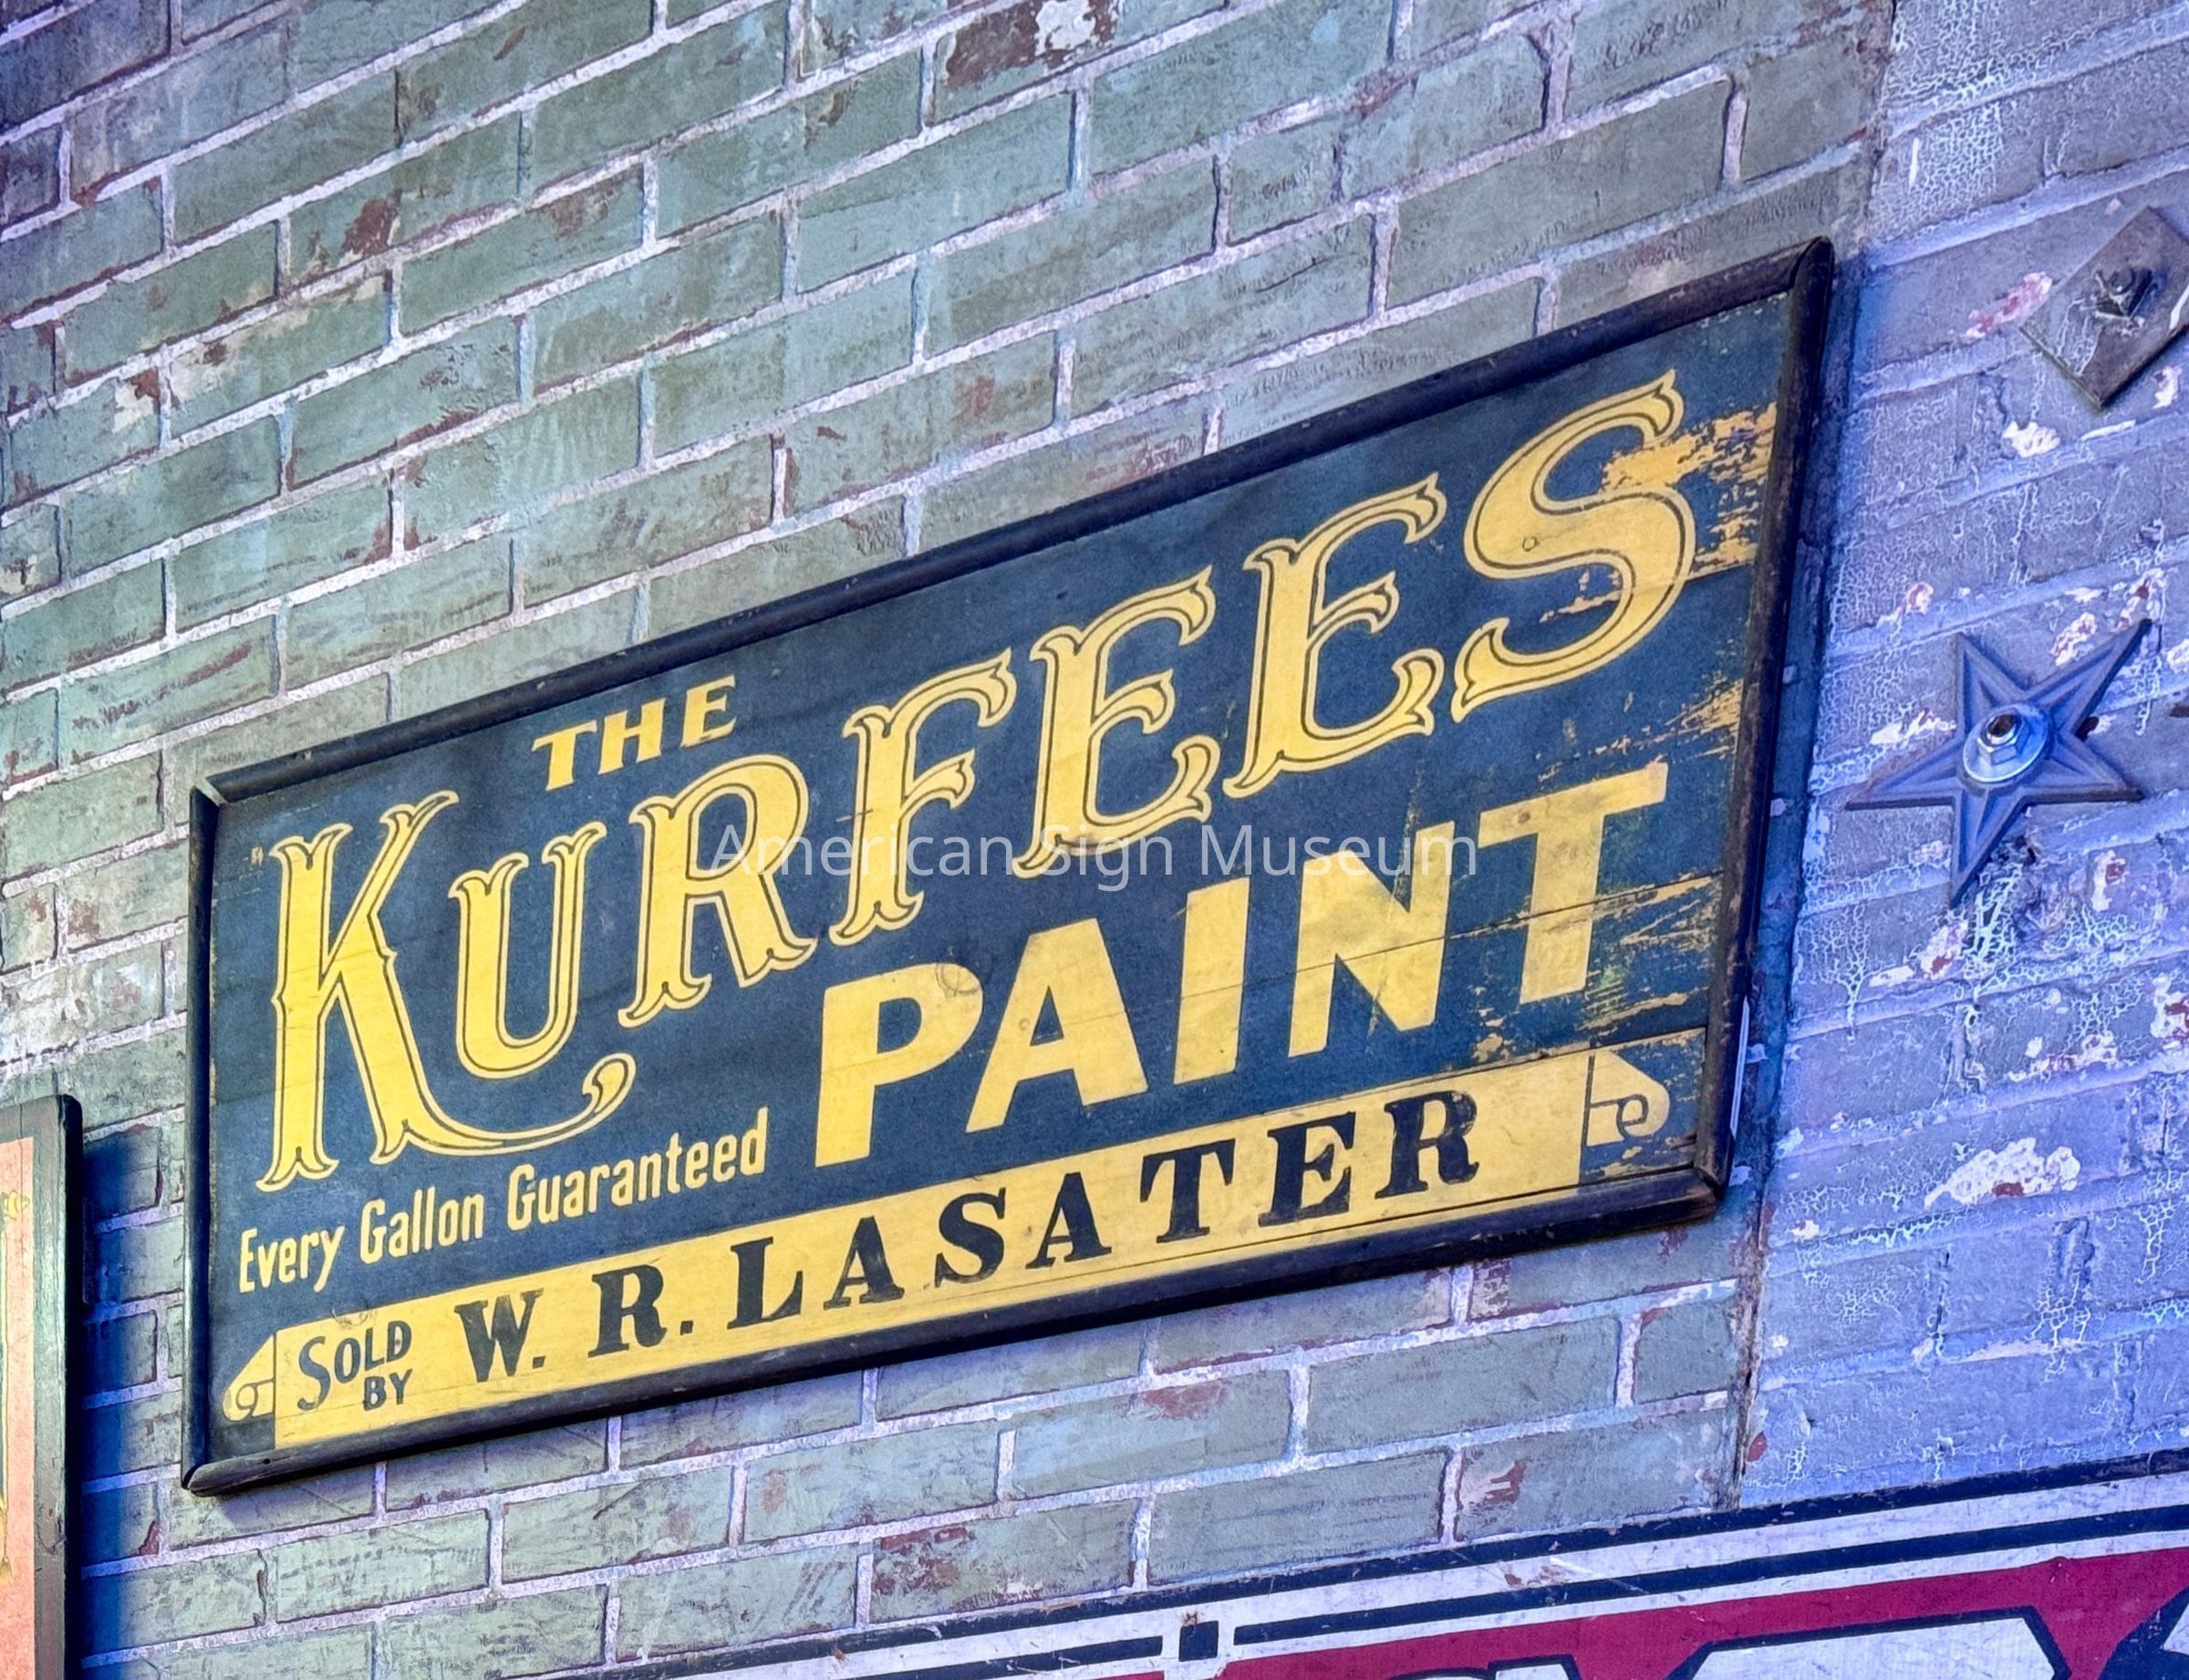 THE
KURFEES
PAINT
Every Gallon Guaranteed
SOLD BY W. R. LASATER
American Sign Museum